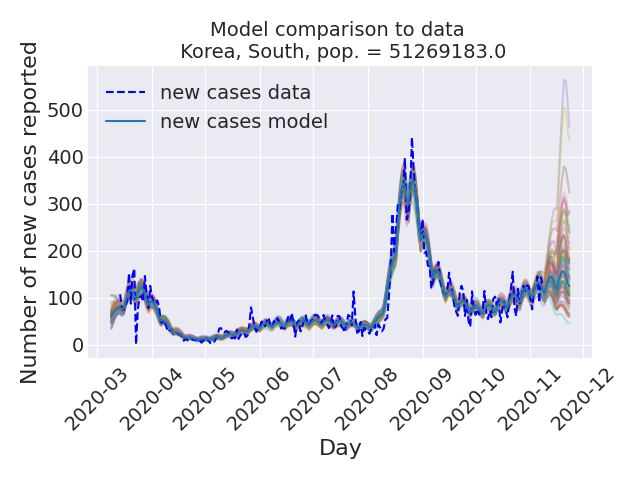 Model comparison to data
Korea, South, pop. = 51269183.0
Number of new cases reported
500
400
300
200
100
0
new cases data
new cases model
2020-03
2020-04
2020-05
2020-06
2020-07
2020-08
2020-09
2020-10
2020-11
2020-12
Day